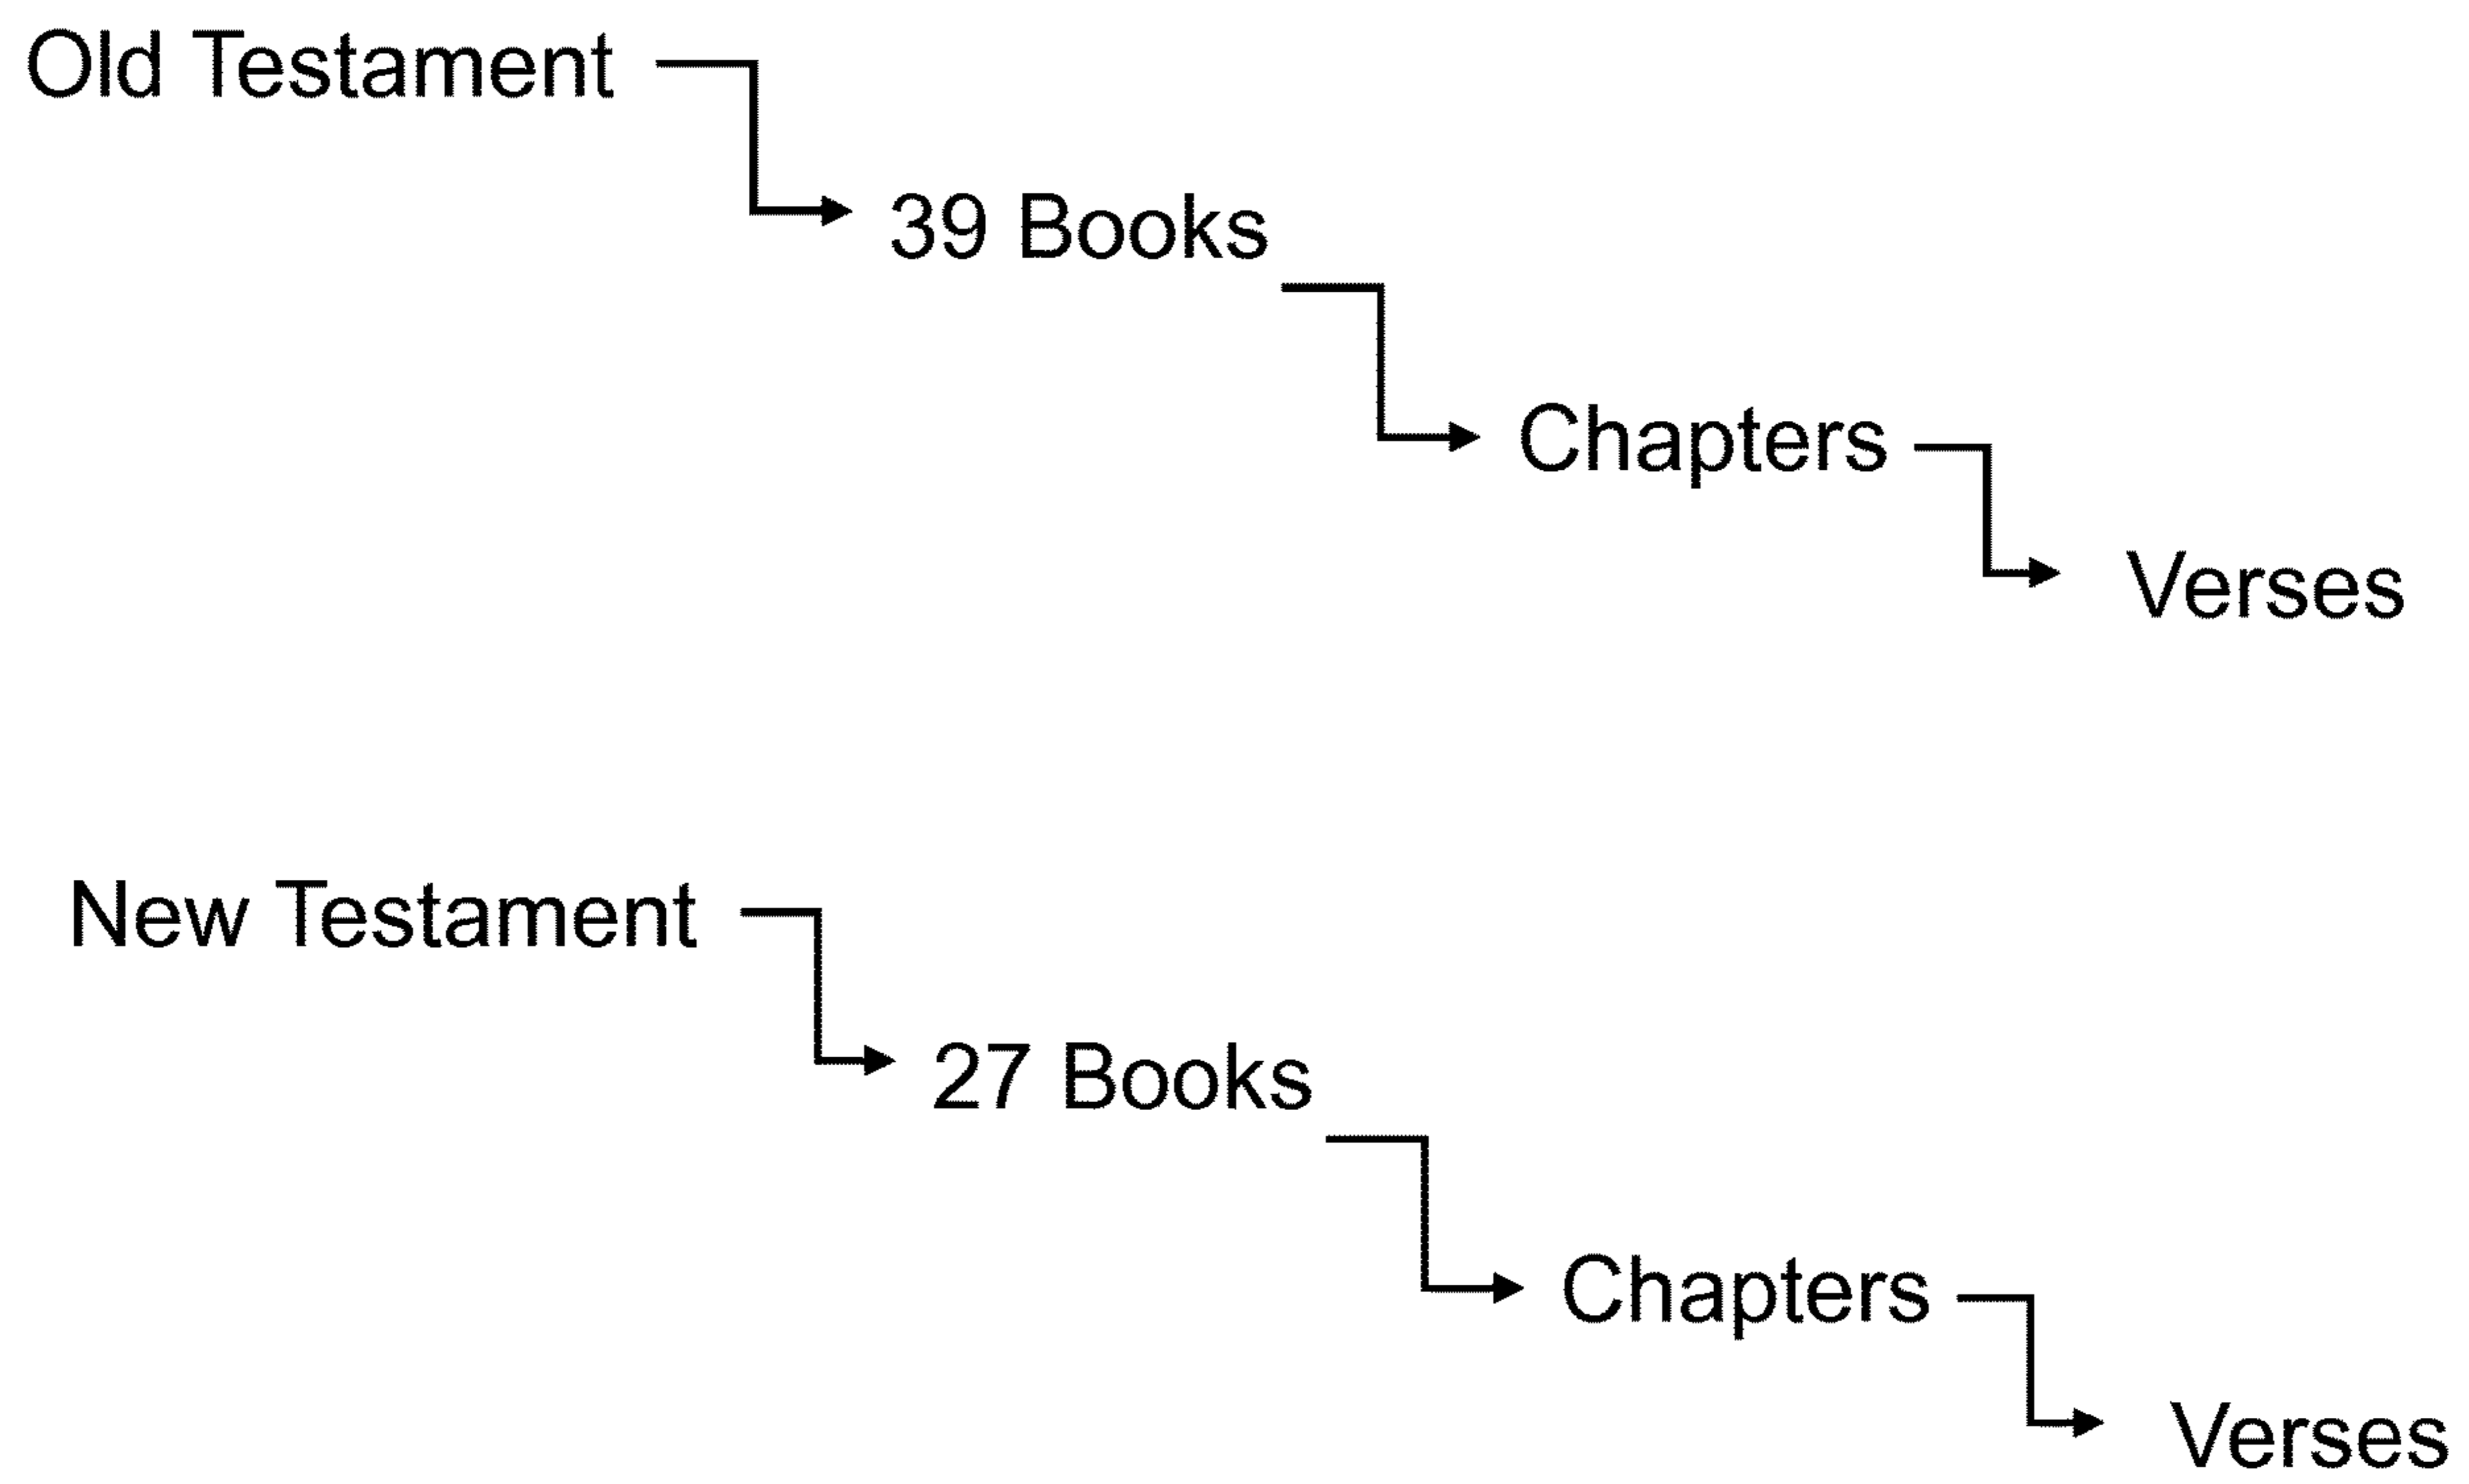 Old Testament
39 Books
Chapters
Verses
New Testament
27 Books
Chapters
Verses